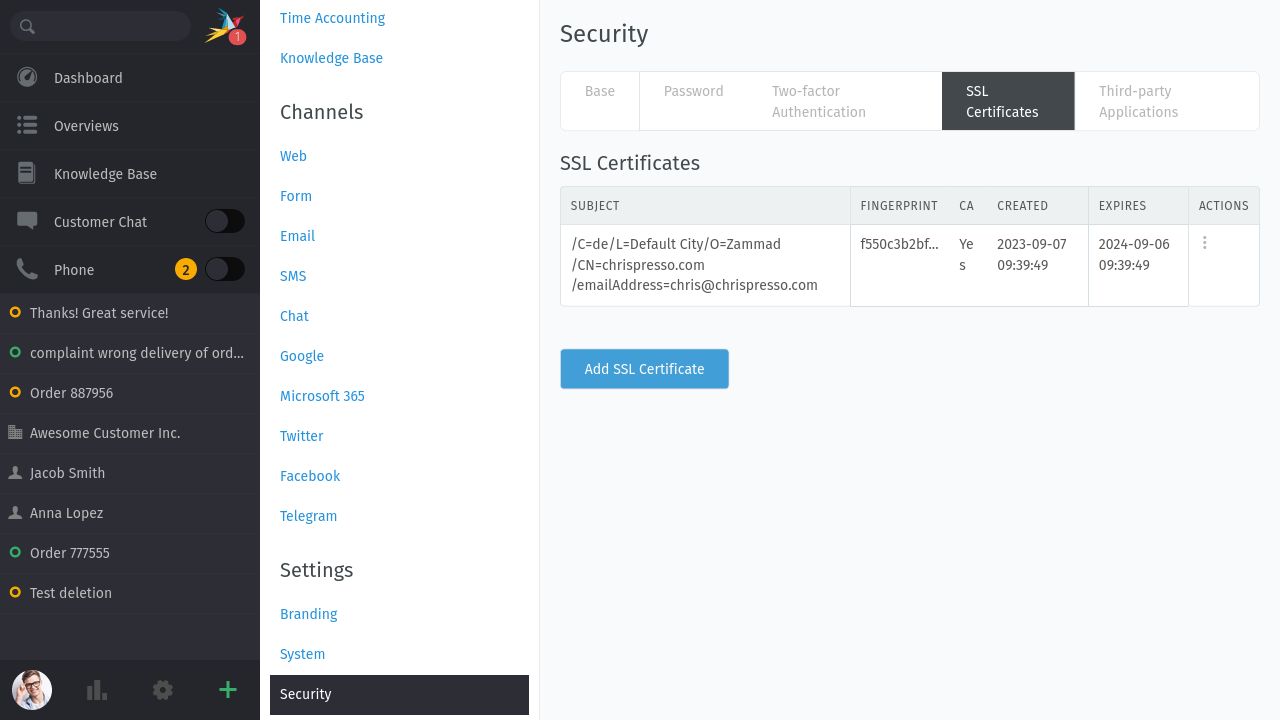 1
Dashboard
Overviews
Knowledge Base
Customer Chat
Phone
2
Thanks! Great service!
complaint wrong delivery of ord...
Order 887956
Awesome Customer Inc.
Jacob Smith
Anna Lopez
Order 777555
Test deletion
Time Accounting
Knowledge Base
Channels
Web
Form
Email
SMS
Chat
Google
Microsoft 365
Twitter
Facebook
Telegram
Settings
Branding
System
Security
Security
Base
Password
Two-factor
Authentication
SSL
Certificates
Third-party
Applications
SSL Certificates
SUBJECT FINGERPRINT CA CREATED EXPIRES ACTIONS
/C=de/L=Default City/O=Zammad f550c3b2bf... Ye 2023-09-07 2024-09-06
/CN=chrispresso.com s 09:39:49 09:39:49
/emailAddress=chris@chrispresso.com
Add SSL Certificate